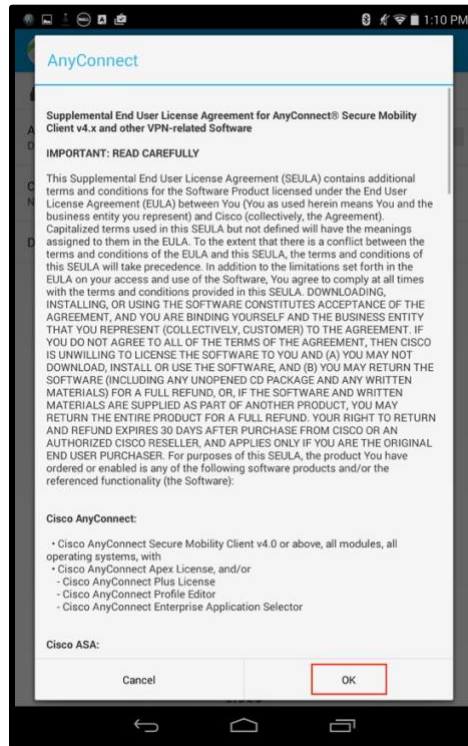 1:10 PM
AnyConnect
Supplemental End User License Agreement for AnyConnect® Secure Mobility
Client v4.x and other VPN-related Software
IMPORTANT: READ CAREFULLY
This Supplemental End User License Agreement (SEULA) contains additional
terms and conditions for the Software Product licensed under the End User
License Agreement (EULA) between You (You as used herein means You and the
business entity you represent) and Cisco (collectively, the Agreement).
Capitalized terms used in this SEULA but not defined will have the meanings
assigned to them in the EULA. To the extent that there is a conflict between the
terms and conditions of the EULA and this SEULA, the terms and conditions of
this SEULA will take precedence. In addition to the limitations set forth in the
EULA on your access and use of the Software, You agree to comply at all times
with the terms and conditions provided in this SEULA. DOWNLOADING,
INSTALLING, OR USING THE SOFTWARE CONSTITUTES ACCEPTANCE OF THE
AGREEMENT, AND YOU ARE BINDING YOURSELF AND THE BUSINESS ENTITY
THAT YOU REPRESENT (COLLECTIVELY, CUSTOMER) TO THE AGREEMENT. IF
YOU DO NOT AGREE TO ALL OF THE TERMS OF THE AGREEMENT, THEN CISCO
IS UNWILLING TO LICENSE THE SOFTWARE TO YOU AND (A) YOU MAY NOT
DOWNLOAD, INSTALL OR USE THE SOFTWARE, AND (B) YOU MAY RETURN THE
SOFTWARE (INCLUDING ANY UNOPENED CD PACKAGE AND ANY WRITTEN
MATERIALS) FOR A FULL REFUND, OR, IF THE SOFTWARE AND WRITTEN
MATERIALS ARE SUPPLIED AS PART OF ANOTHER PRODUCT, YOU MAY
RETURN THE ENTIRE PRODUCT FOR A FULL REFUND. YOUR RIGHT TO RETURN
AND REFUND EXPIRES 30 DAYS AFTER PURCHASE FROM CISCO OR AN
AUTHORIZED CISCO RESELLER, AND APPLIES ONLY IF YOU ARE THE ORIGINAL
END USER PURCHASER. For purposes of this SEULA, the product You have
ordered or enabled is any of the following software products and/or the
referenced functionality (the Software):
Cisco AnyConnect:
• Cisco AnyConnect Secure Mobility Client v4.0 or above, all modules, all
operating systems, with
• Cisco AnyConnect Apex License, and/or
- Cisco AnyConnect Plus License
- Cisco AnyConnect Profile Editor
- Cisco AnyConnect Enterprise Application Selector
Cisco ASA:
Cancel
OK